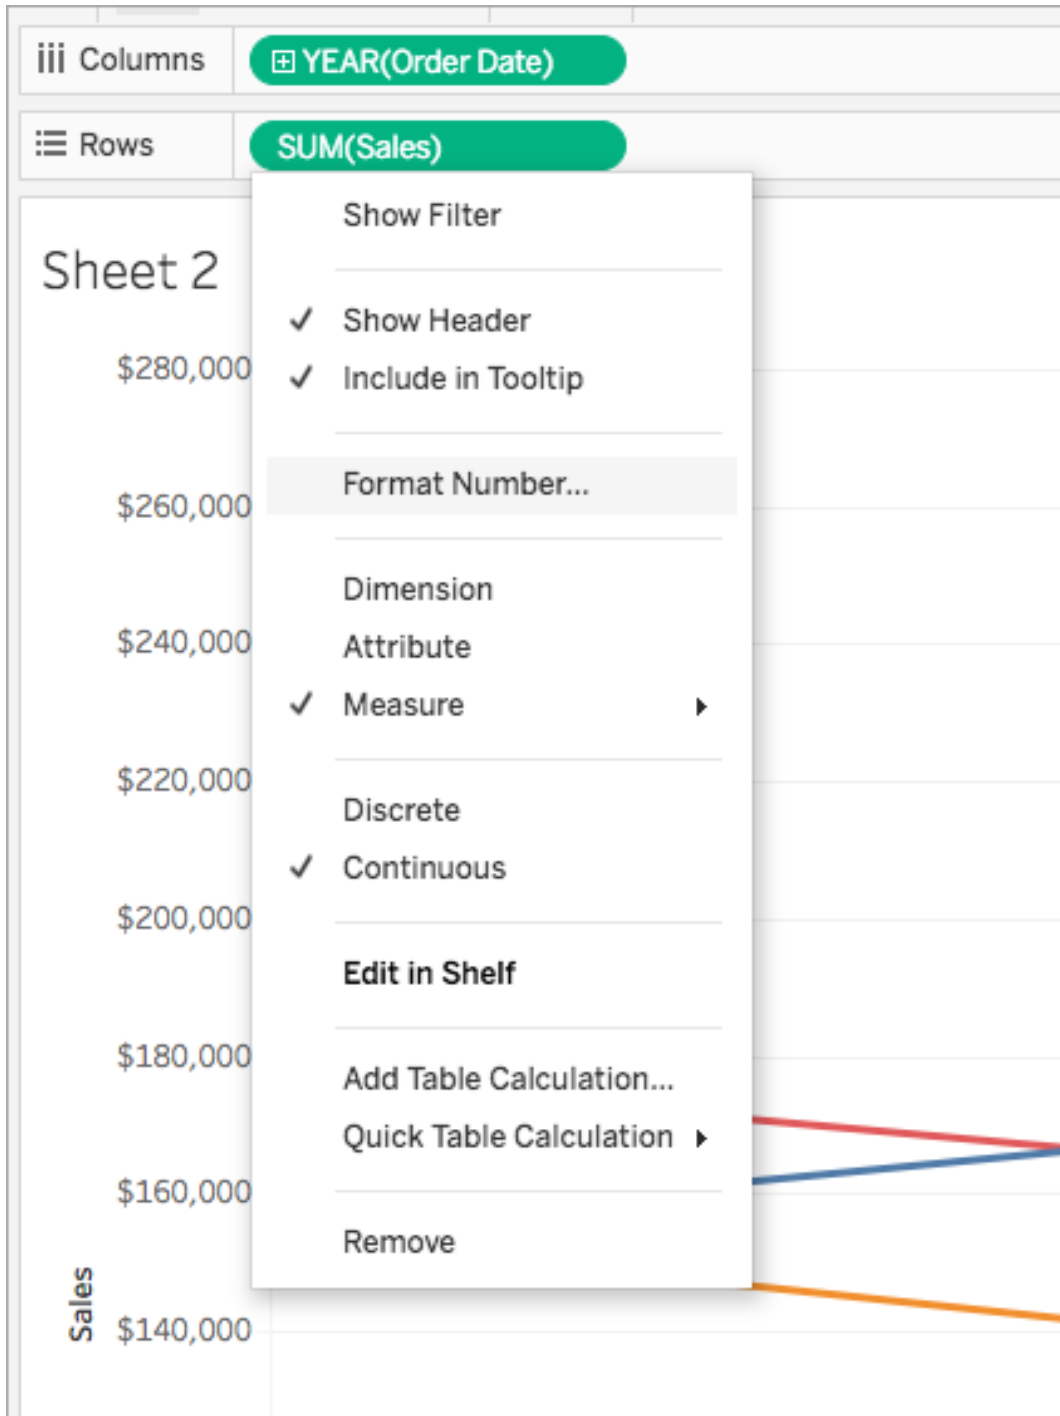 Columns
YEAR(Order Date)
Rows
SUM(Sales)
Sheet 2
Show Filter
Show Header
Include in Tooltip
Format Number...
Dimension
Attribute
Measure
Discrete
Continuous
Edit in Shelf
Add Table Calculation...
Quick Table Calculation
Remove
$280,000
$260,000
$240,000
$220,000
$200,000
$180,000
$160,000
$140,000
Sales